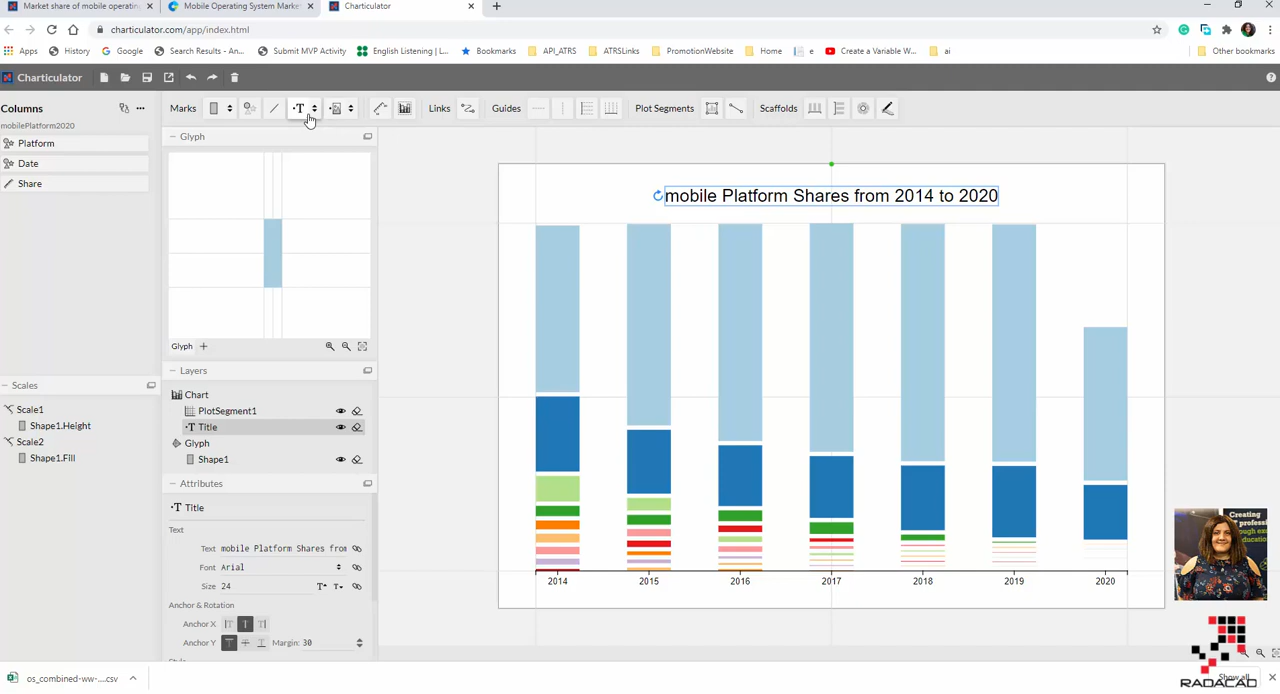 Market share of mobile operatin
Mobile Operating System Marke
Charticulator
charticulator.com/app/index.html
Apps
History
Google
Search Results - An...
Submit MVP Activity
English Listening | L...
Bookmarks
API_ATRS
ATRSLinks
PromotionWebsite
Home
e
Create a Variable W...
ai
Other bookmarks
Charticulator
Columns
mobilePlatform2020
Platform
Date
Share
Marks
T
Links
Guides
Plot Segments
Scaffolds
Glyph
Glyph
Layers
Chart
PlotSegment1
T Title
Glyph
Shape1
Scales
Scale1
Shape1.Height
Scale2
Shape1.Fill
Attributes
T Title
Text
Text mobile Platform Shares from
Font Arial
Size 24
Anchor & Rotation
Anchor X
Anchor Y
Margin: 30
mobile Platform Shares from 2014 to 2020
2014 2015 2016 2017 2018 2019 2020
Creating
of profession
RADACAD
os_combined-ww-....csv
Show all